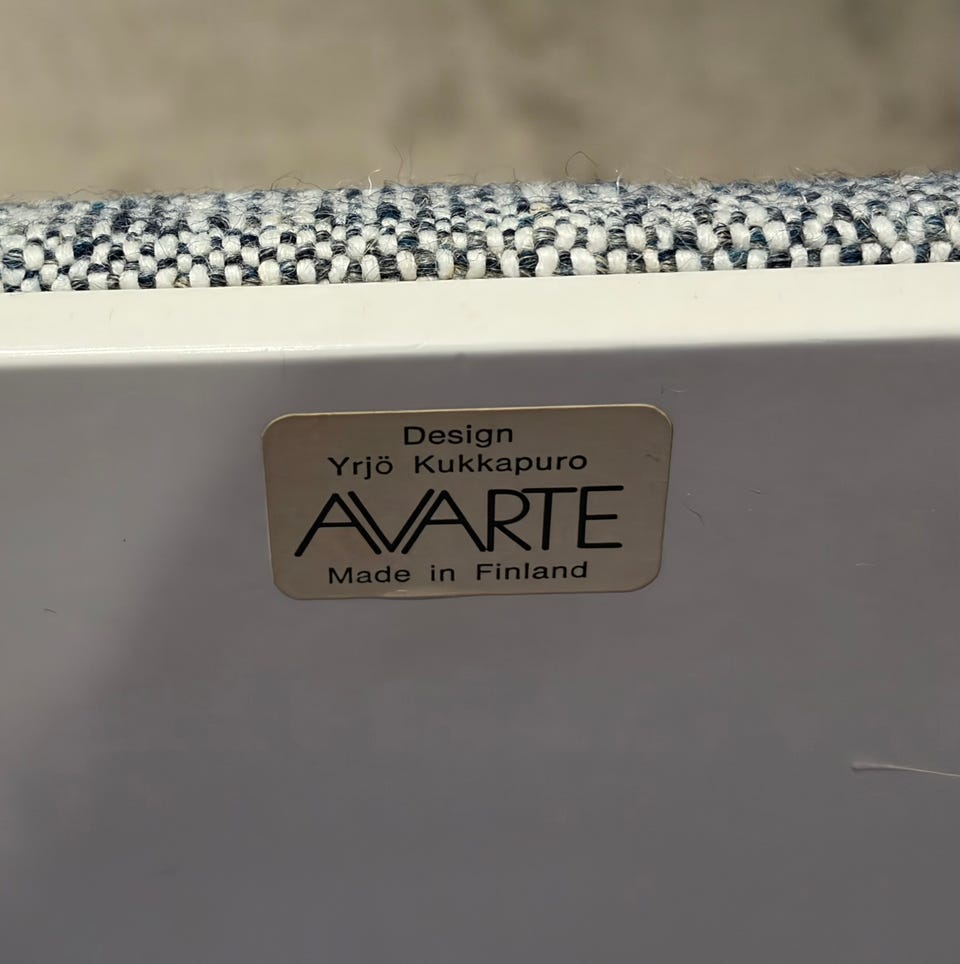 Design
Yrjö Kukkapuro
AVARTE
Made in Finland